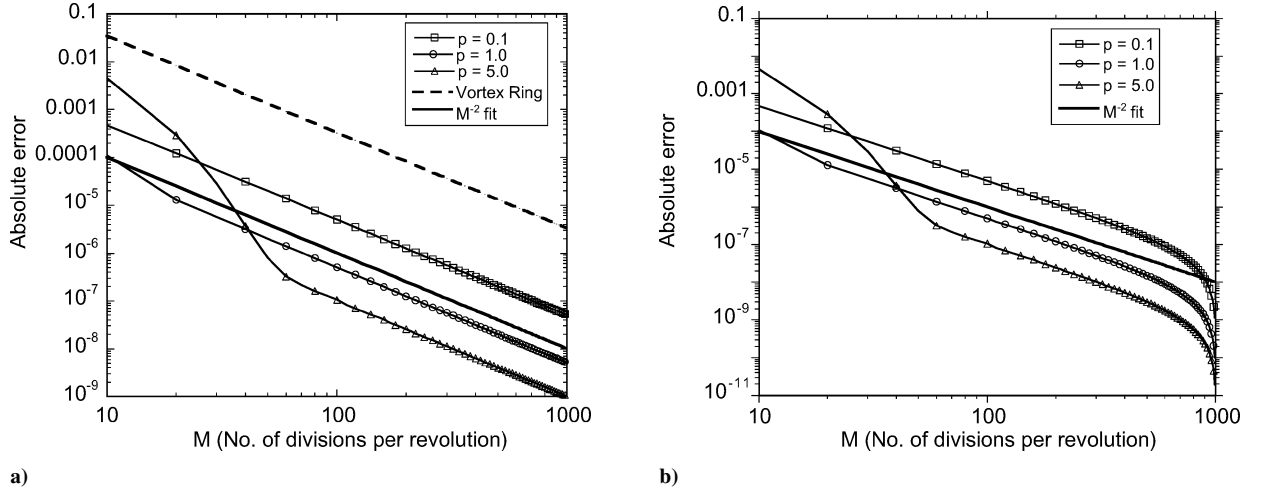 0.1
0.01
0.001
0.0001
10⁻⁵
10⁻⁶
10⁻⁷
10⁻⁸
10⁻⁹
Absolute error
10
100
1000
M (No. of divisions per revolution)
p = 0.1
p = 1.0
p = 5.0
Vortex Ring
M⁻² fit
a)
0.1
0.001
10⁻⁵
10⁻⁷
10⁻⁹
10⁻¹¹
Absolute error
10
100
1000
M (No. of divisions per revolution)
p = 0.1
p = 1.0
p = 5.0
M⁻² fit
b)